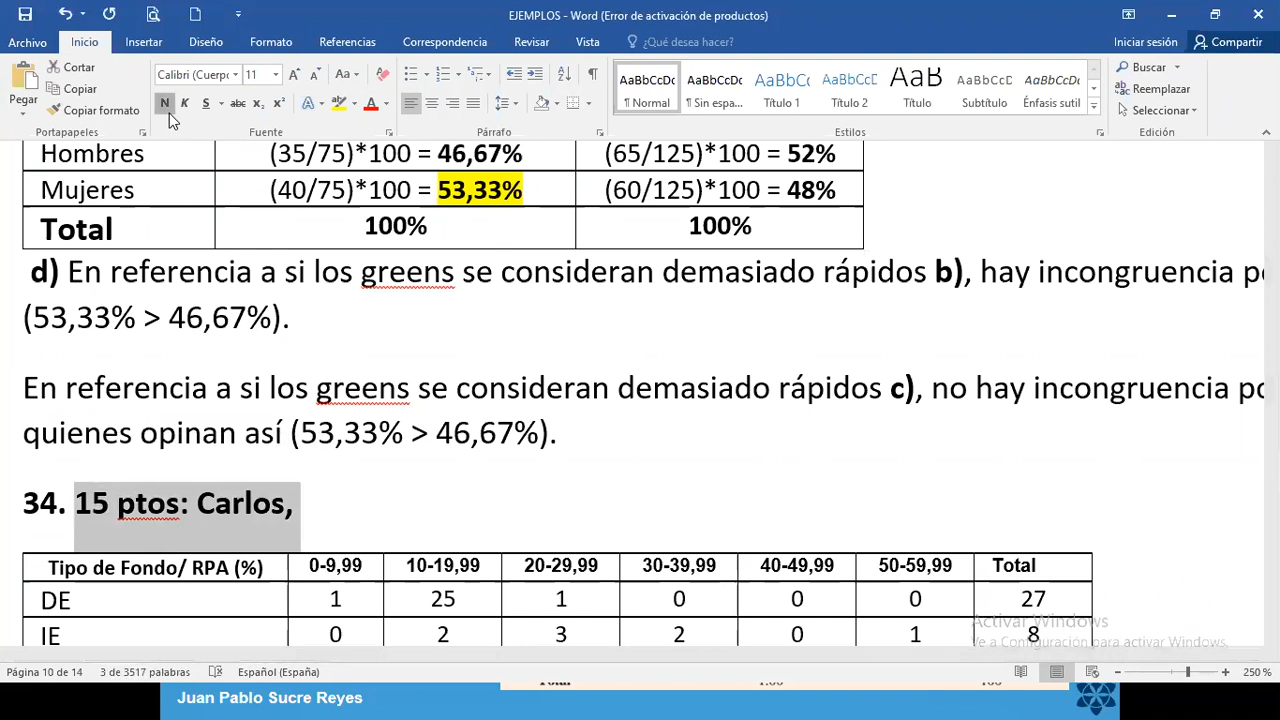 EJEMPLOS - Word (Error de activación de productos)
Archivo Inicio Insertar Diseño Formato Referencias Correspondencia Revisar Vista ¿Qué desea hacer? Iniciar sesión Compartir
Pegar
Cortar
Copiar
Copiar formato
Portapapeles
Calibri (Cuerpo 11 Aa
N K S abc x₂ x² A ab A
Fuente
Párrafo
AaBbCcDc AaBbCcDc AaBbCc AaBbCcD AaB AaBbCcD AaBbCcDc
¶ Normal ¶ Sin espa... Título 1 Título 2 Título Subtítulo Énfasis sutil
Estilos
Buscar
Reemplazar
Seleccionar
Edición
Hombres (35/75)*100 = 46,67% (65/125)*100 = 52%
Mujeres (40/75)*100 = 53,33% (60/125)*100 = 48%
Total 100% 100%
d) En referencia a si los greens se consideran demasiado rápidos b), hay incongruencia
(53,33% > 46,67%).
En referencia a si los greens se consideran demasiado rápidos c), no hay incongruencia
quienes opinan así (53,33% > 46,67%).
34. 15 ptos: Carlos,
Tipo de Fondo/ RPA (%) 0-9,99 10-19,99 20-29,99 30-39,99 40-49,99 50-59,99 Total
DE 1 25 1 0 0 0 27
IE 0 2 3 2 0 1 8
Activar Windows
Ve a Configuración para activar Windows.
Página 10 de 14 3 de 3517 palabras Español (España) 250 %
Juan Pablo Sucre Reyes